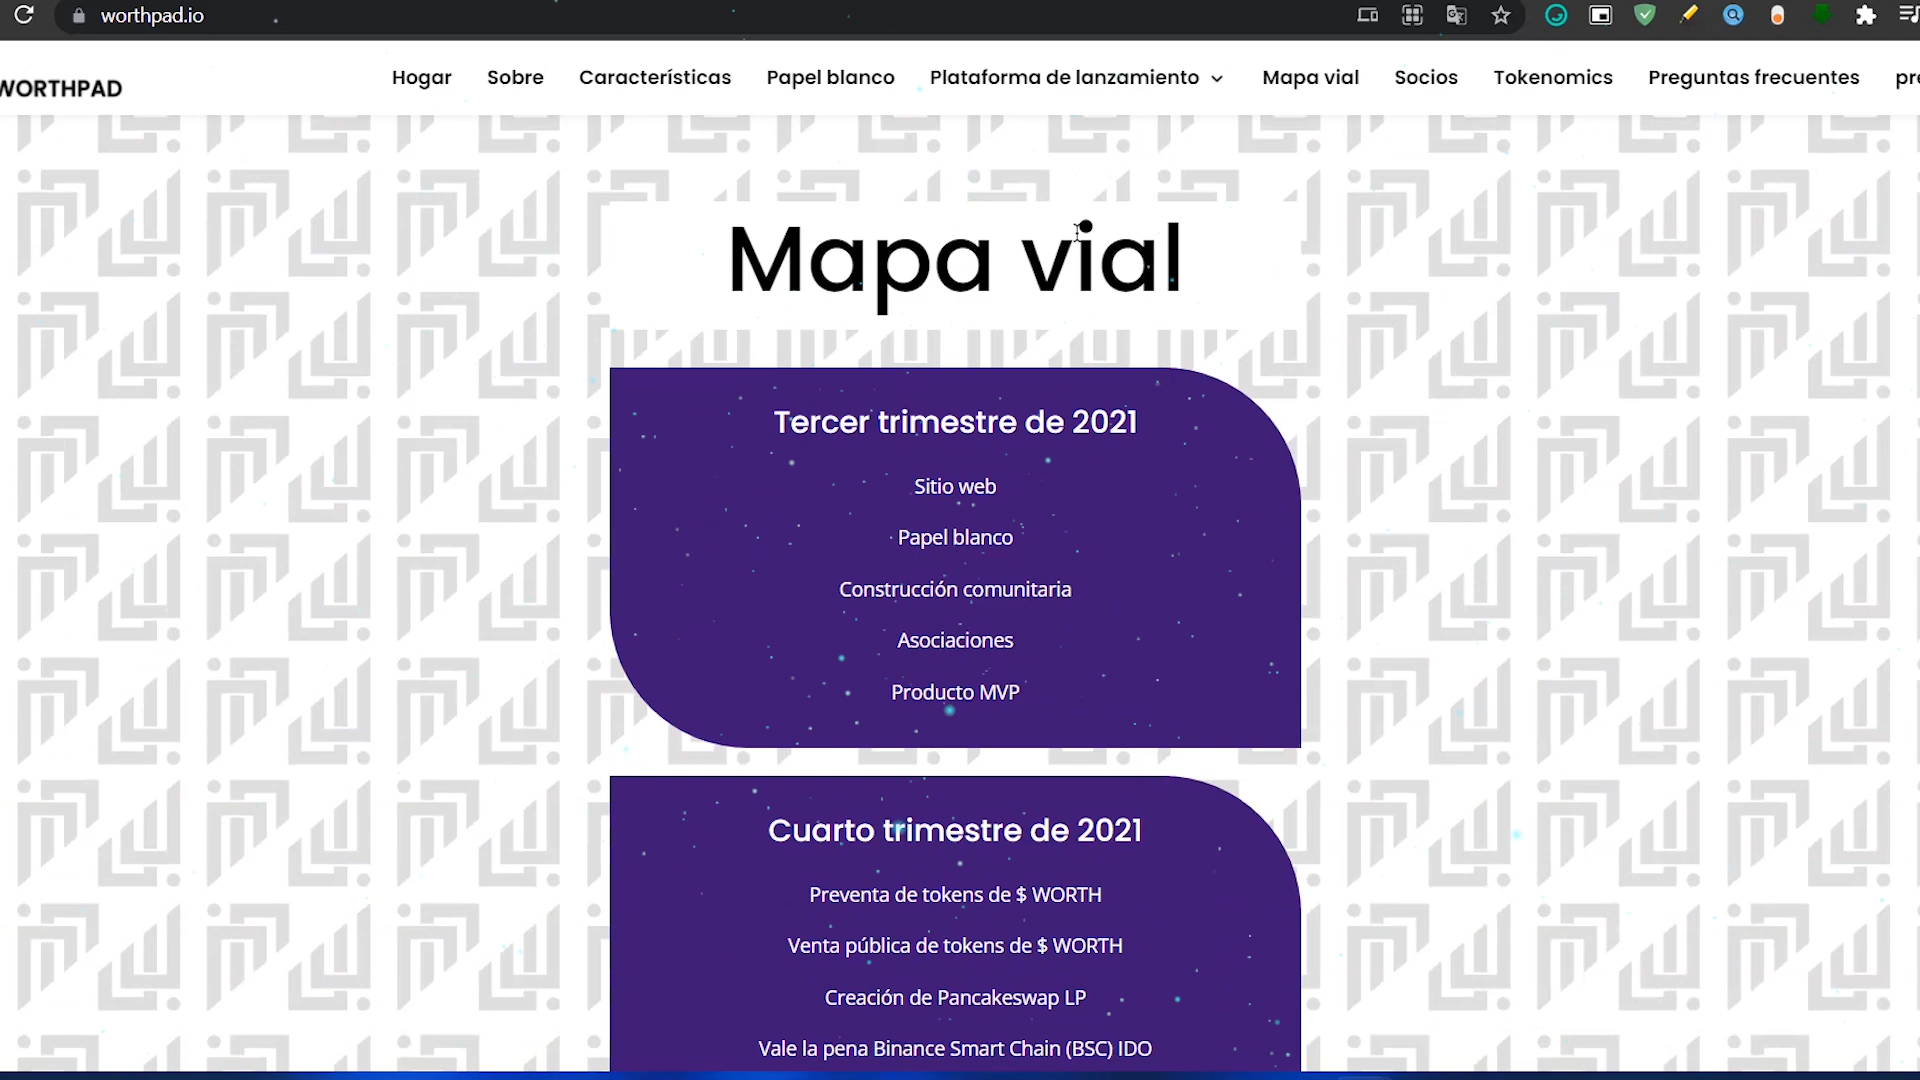 worthpad.io
WORTHPAD
Hogar Sobre Características Papel blanco Plataforma de lanzamiento Mapa vial Socios Tokenomics Preguntas frecuentes
Mapa vial
Tercer trimestre de 2021
Sitio web
Papel blanco
Construcción comunitaria
Asociaciones
Producto MVP
Cuarto trimestre de 2021
Preventa de tokens de $ WORTH
Venta pública de tokens de $ WORTH
Creación de Pancakeswap LP
Vale la pena Binance Smart Chain (BSC) IDO